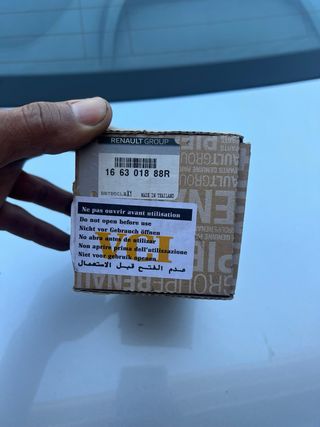 RENAULT GROUP
16 63 018 88R
MADE IN THAILAND
Ne pas ouvrir avant utilisation
Do not open before use
Nicht vor Gebrauch öffnen
No abra antes de utilizar
Non aprire prima dell'utilizzazione
Niet voor gebruik openen
عدم الفتح قبل الاستعمال
GROUPE RENAULT